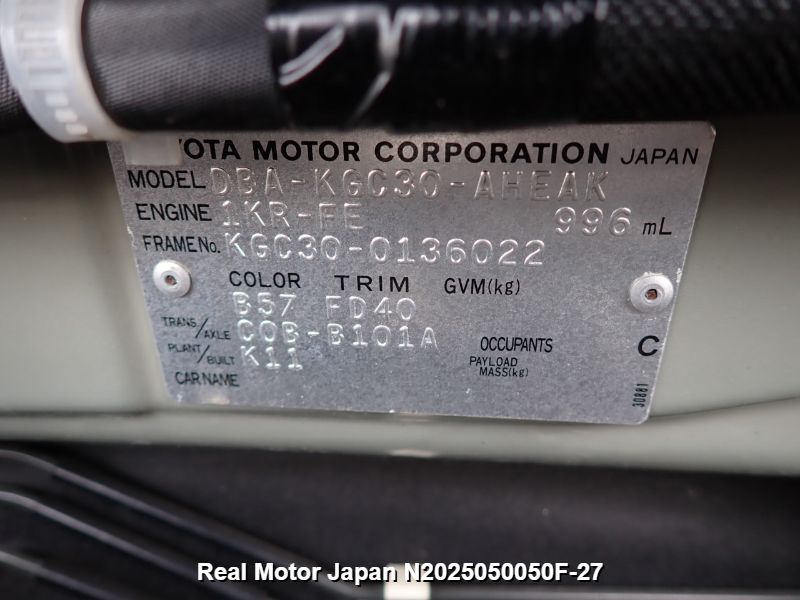 YOTA MOTOR CORPORATION JAPAN
MODEL DBA-KGC30-AHEAK
ENGINE 1KR-FE 996 mL
FRAME No. KGC30-0136022
COLOR TRIM GVM(kg)
B57 FD40
TRANS/AXLE C0B-B101A OCCUPANTS C
PLANT/BUILT K11 PAYLOAD MASS(kg)
CAR NAME 30881
Real Motor Japan N2025050050F-27